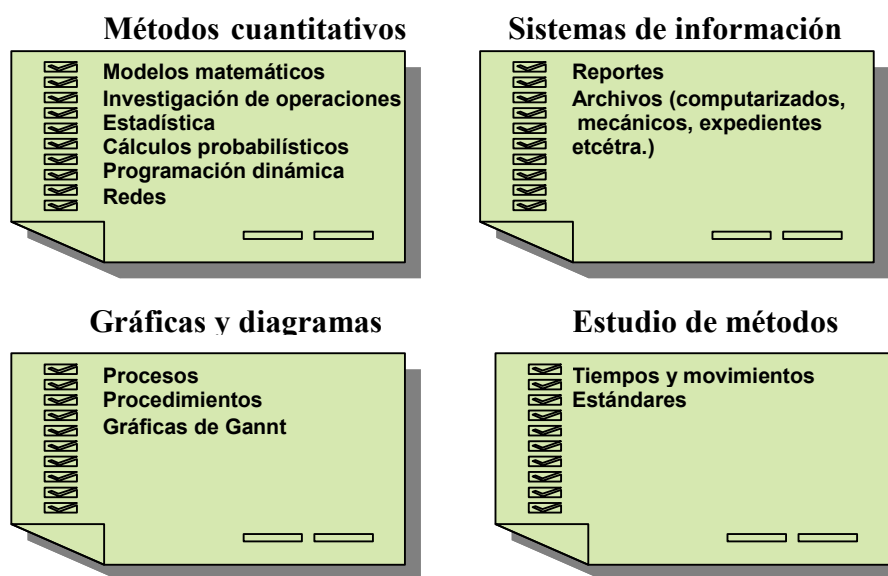 Métodos cuantitativos
Modelos matemáticos
Investigación de operaciones
Estadística
Cálculos probabilísticos
Programación dinámica
Redes
Sistemas de información
Reportes
Archivos (computarizados,
mecánicos, expedientes
etcétra.)
Gráficas y diagramas
Procesos
Procedimientos
Gráficas de Gannt
Estudio de métodos
Tiempos y movimientos
Estándares